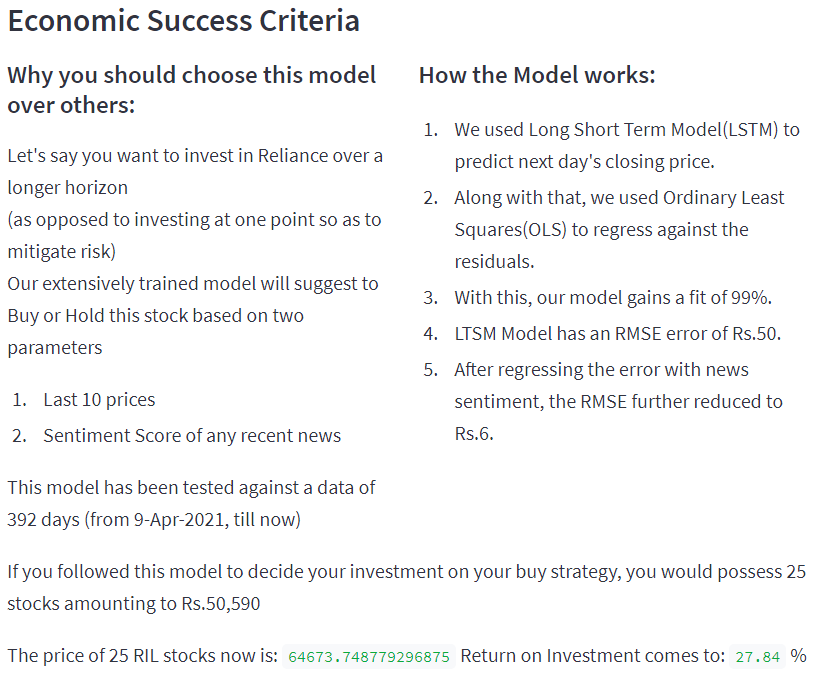 Economic Success Criteria
Why you should choose this model
over others:
Let's say you want to invest in Reliance over a
longer horizon
(as opposed to investing at one point so as to
mitigate risk)
Our extensively trained model will suggest to
Buy or Hold this stock based on two
parameters
1. Last 10 prices
2. Sentiment Score of any recent news
This model has been tested against a data of
392 days (from 9-Apr-2021, till now)
How the Model works:
1. We used Long Short Term Model(LSTM) to
predict next day's closing price.
2. Along with that, we used Ordinary Least
Squares(OLS) to regress against the
residuals.
3. With this, our model gains a fit of 99%.
4. LTSM Model has an RMSE error of Rs.50.
5. After regressing the error with news
sentiment, the RMSE further reduced to
Rs.6.
If you followed this model to decide your investment on your buy strategy, you would possess 25
stocks amounting to Rs.50,590
The price of 25 RIL stocks now is: 64673.748779296875 Return on Investment comes to: 27.84 %